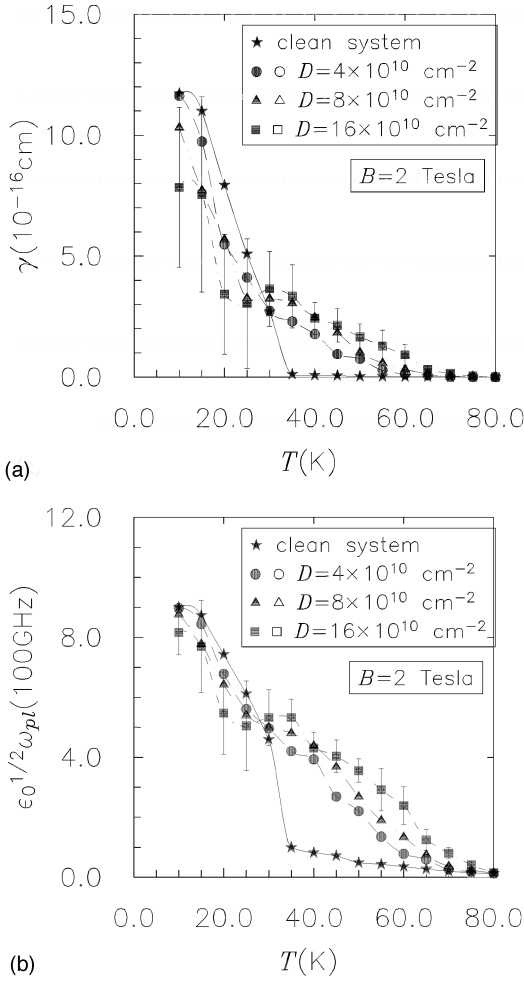 15.0
★ clean system
● ○ D=4×10¹⁰ cm⁻²
▲ △ D=8×10¹⁰ cm⁻²
■ □ D=16×10¹⁰ cm⁻²
B=2 Tesla
10.0
γ(10⁻¹⁶cm)
5.0
0.0
0.0 20.0 40.0 60.0 80.0
T(K)
(a)
12.0
★ clean system
● ○ D=4×10¹⁰ cm⁻²
▲ △ D=8×10¹⁰ cm⁻²
■ □ D=16×10¹⁰ cm⁻²
B=2 Tesla
8.0
ϵ₀¹/²ωₚₗ(100GHz)
4.0
0.0
0.0 20.0 40.0 60.0 80.0
T(K)
(b)